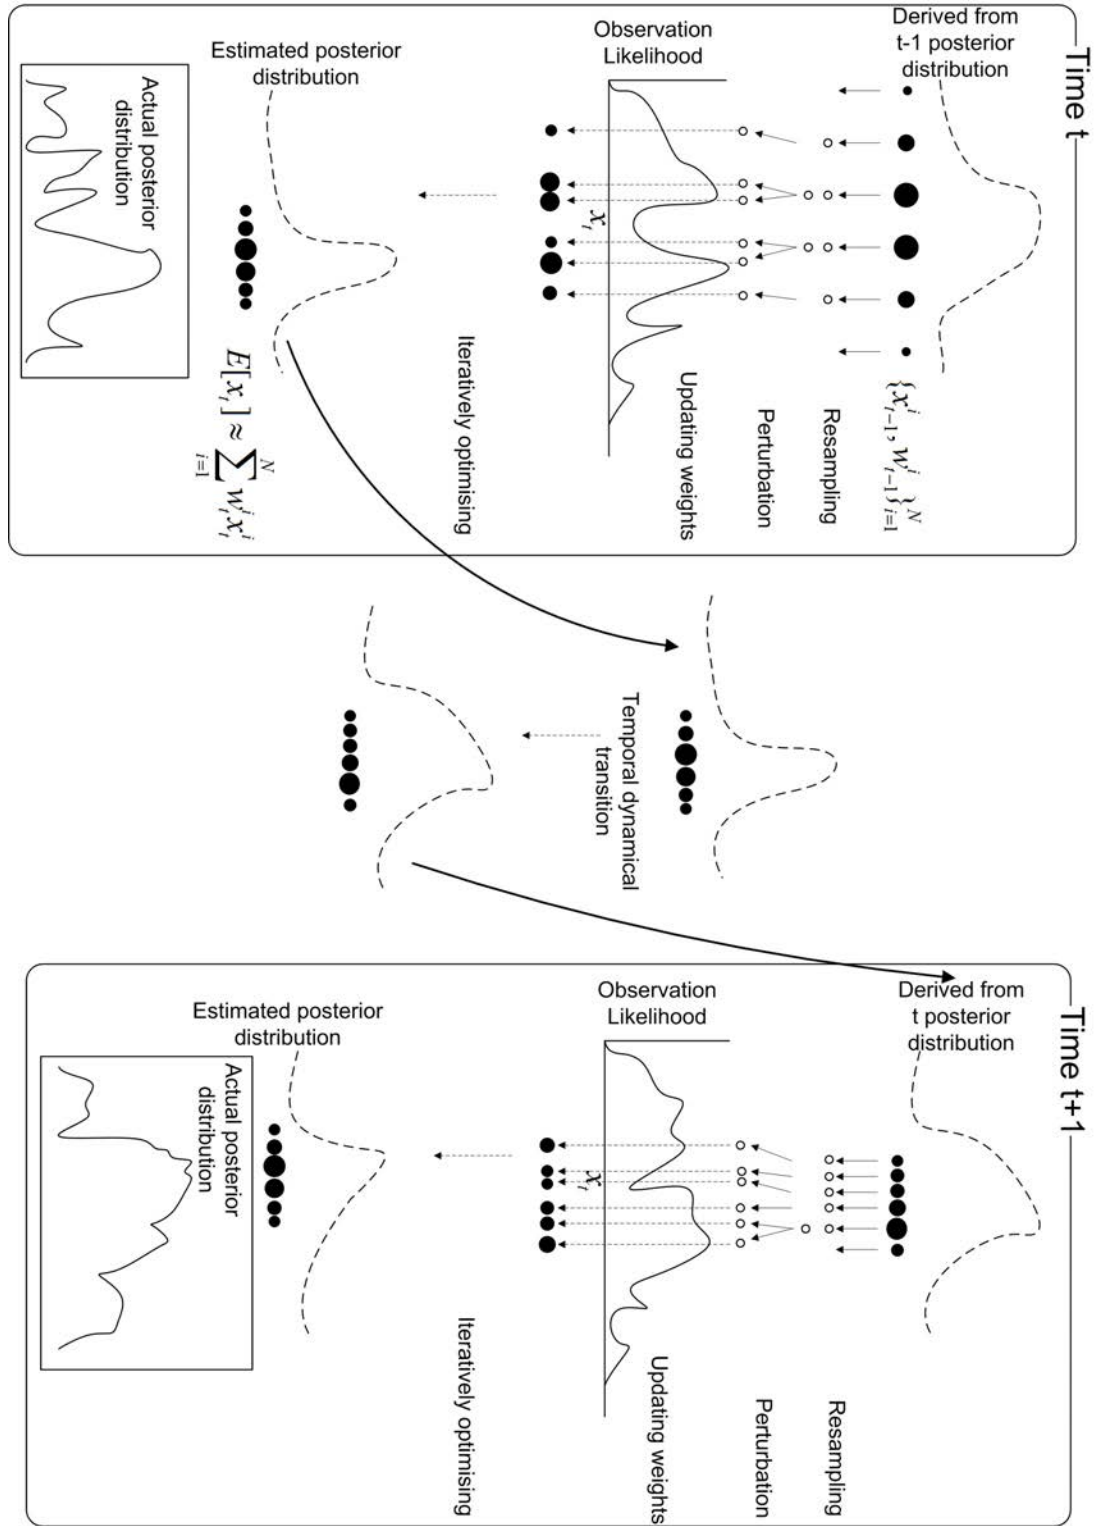 Time t
Derived from
t-1 posterior
distribution
{x^i_{t-1}, w^i_{t-1}}^N_{i=1}
Resampling
Perturbation
Observation
Likelihood
Updating weights
x_t
Iteratively optimising
Estimated posterior
distribution
E[x_t] ≈ ∑^N_{i=1} w^i_t x^i_t
Actual posterior
distribution
Temporal dynamical
transition
Time t+1
Derived from
t posterior
distribution
Resampling
Perturbation
Observation
Likelihood
Updating weights
x_t
Iteratively optimising
Estimated posterior
distribution
Actual posterior
distribution